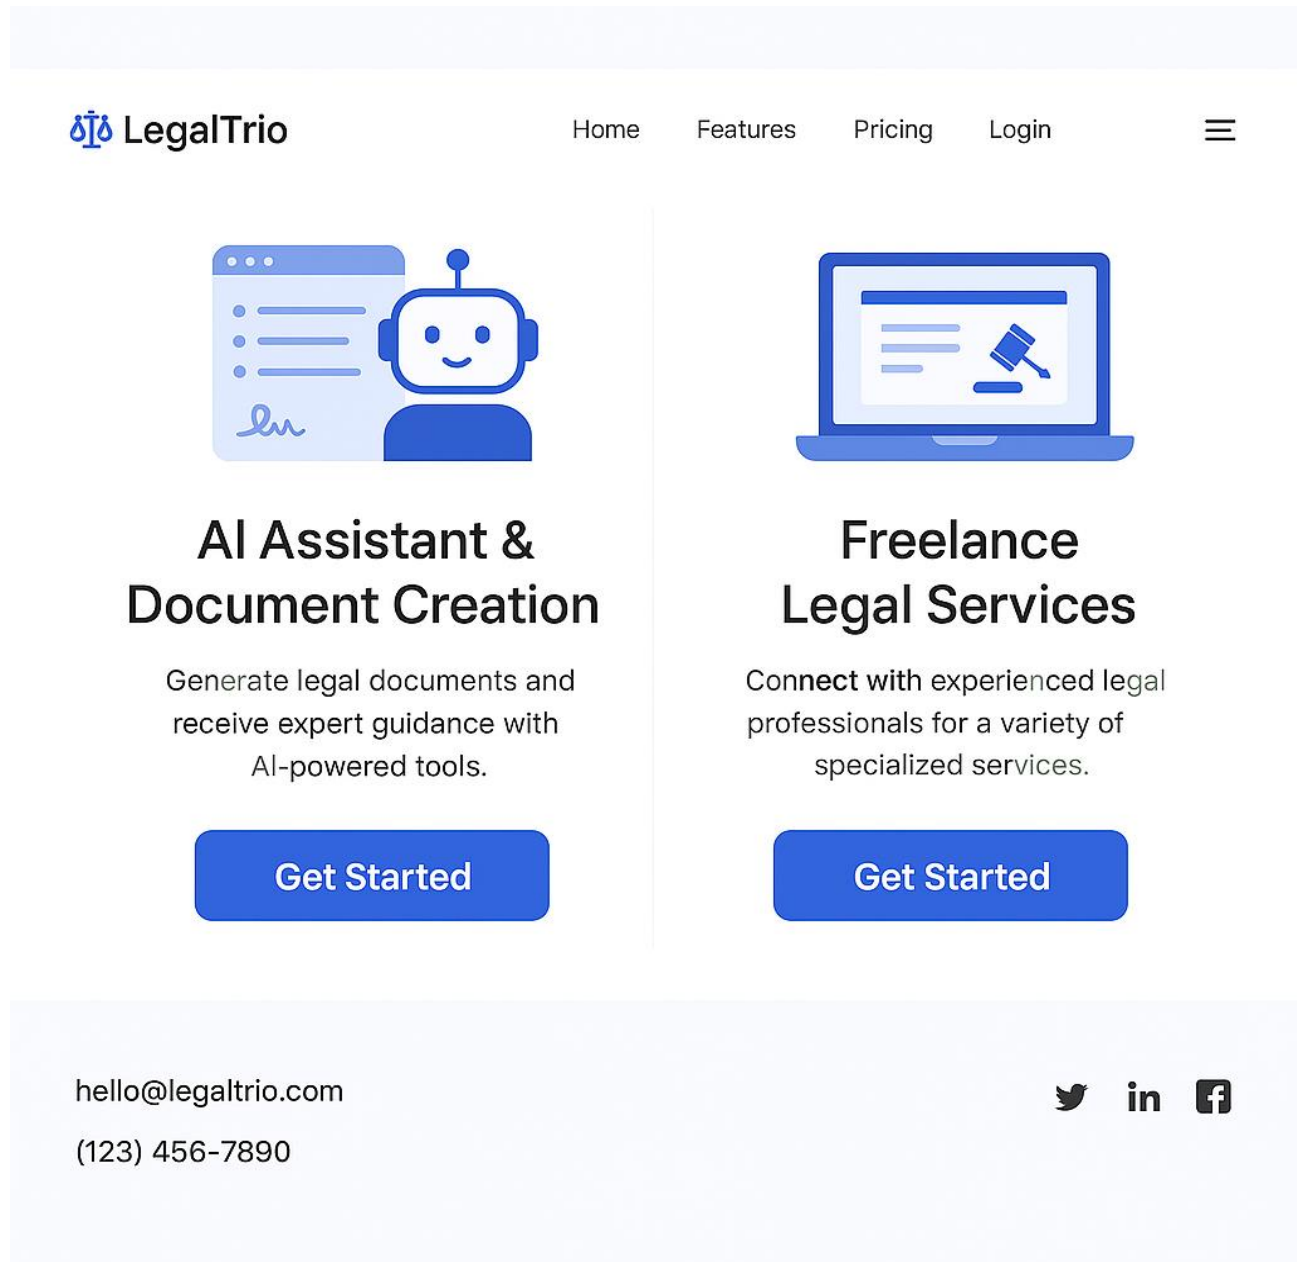 LegalTrio
Home Features Pricing Login
AI Assistant &
Document Creation
Generate legal documents and
receive expert guidance with
AI-powered tools.
Get Started
Freelance
Legal Services
Connect with experienced legal
professionals for a variety of
specialized services.
Get Started
hello@legaltrio.com
(123) 456-7890